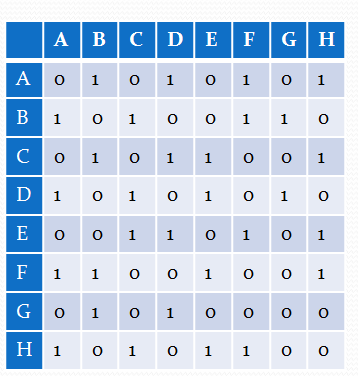 A B C D E F G H
A 0 1 0 1 0 1 0 1
B 1 0 1 0 0 1 1 0
C 0 1 0 1 1 0 0 1
D 1 0 1 0 1 0 1 0
E 0 0 1 1 0 1 0 1
F 1 1 0 0 1 0 0 1
G 0 1 0 1 0 0 0 0
H 1 0 1 0 1 1 0 0